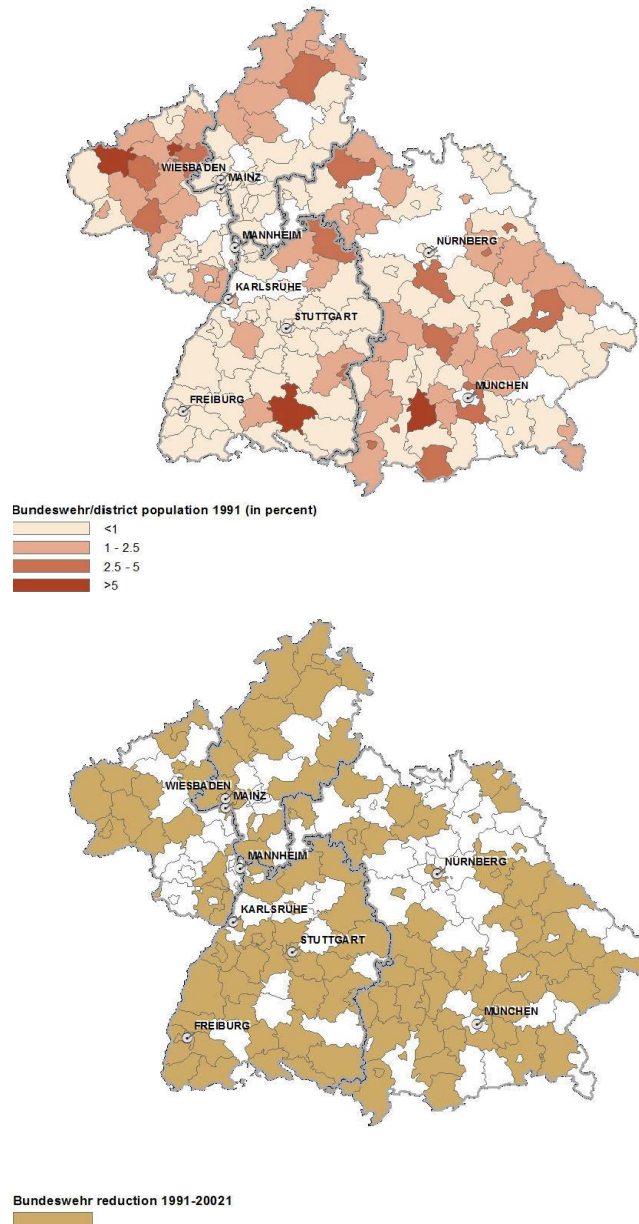 WIESBADEN
MAINZ
MANNHEIM
NÜRNBERG
KARLSRUHE
STUTTGART
MÜNCHEN
FREIBURG
Bundeswehr/district population 1991 (in percent)
<1
1 - 2.5
2.5 - 5
>5
WIESBADEN
MAINZ
MANNHEIM
NÜRNBERG
KARLSRUHE
STUTTGART
MÜNCHEN
FREIBURG
Bundeswehr reduction 1991-20021